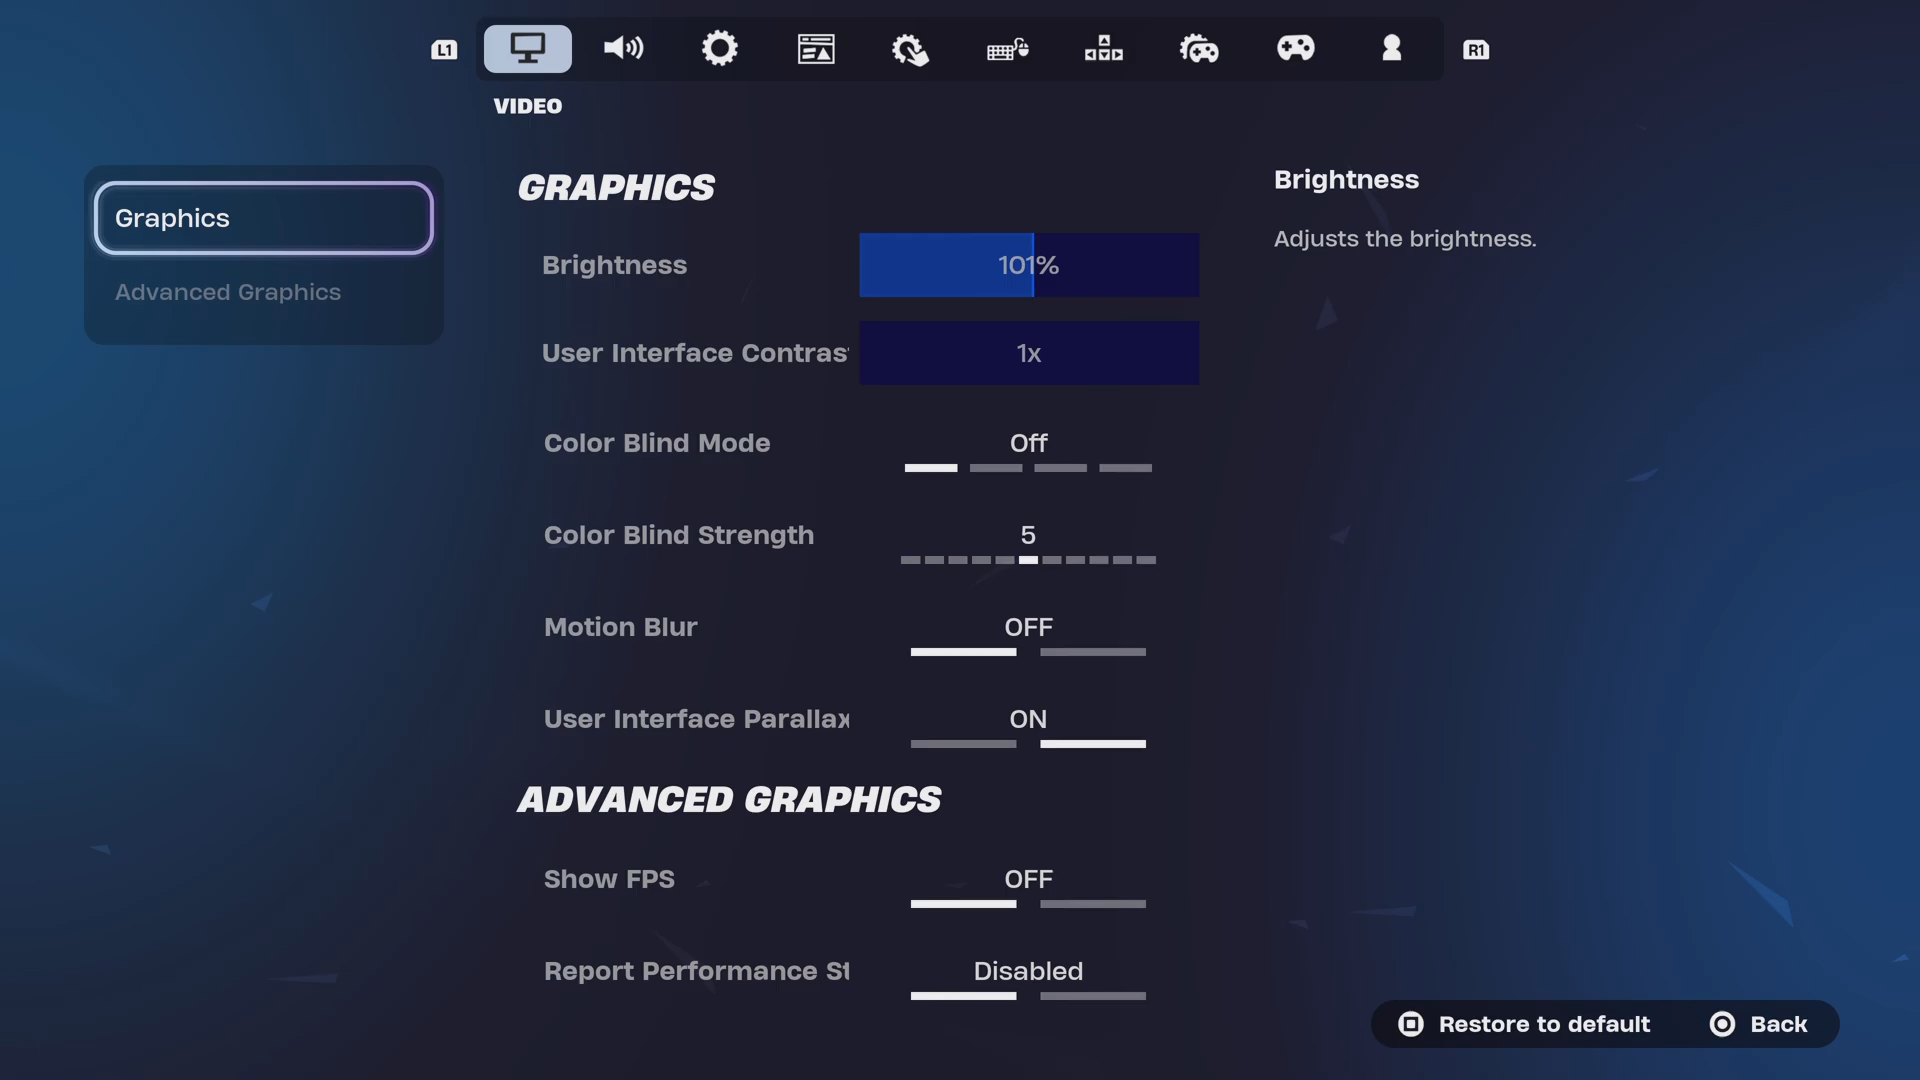 L1
R1
VIDEO
Graphics
Advanced Graphics
GRAPHICS
Brightness
101%
User Interface Contras
1x
Color Blind Mode
Off
Color Blind Strength
5
Motion Blur
OFF
User Interface Parallax
ON
ADVANCED GRAPHICS
Show FPS
OFF
Report Performance St
Disabled
Brightness
Adjusts the brightness.
Restore to default
Back